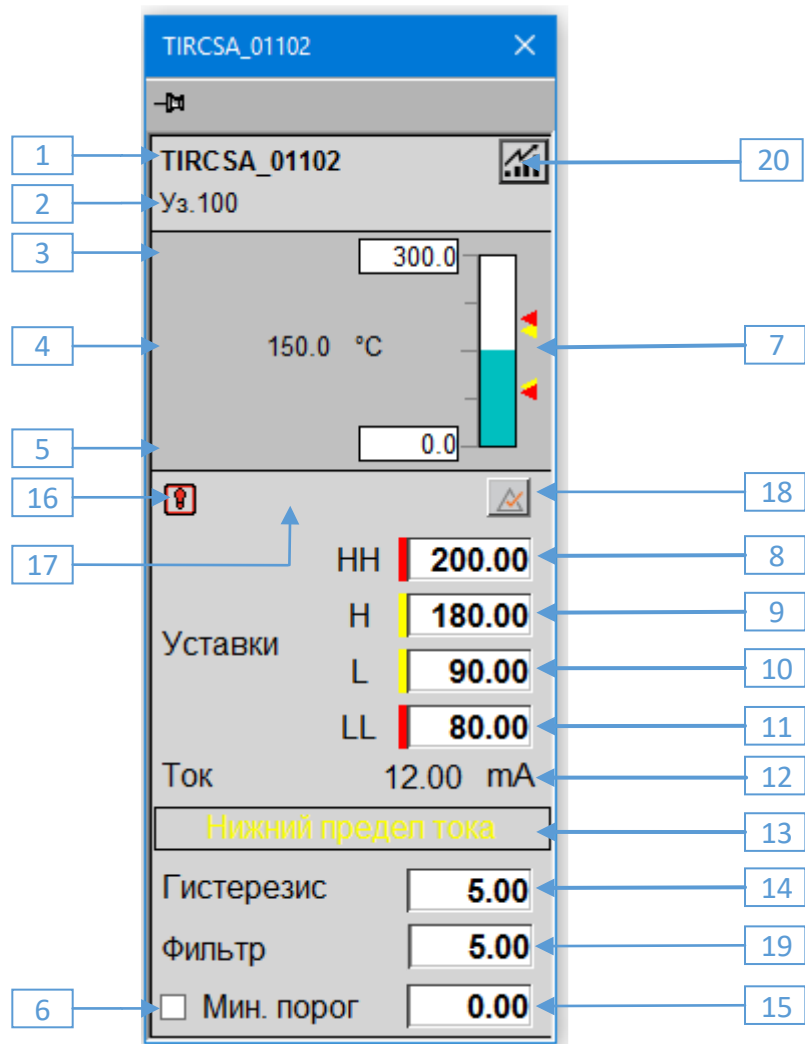 TIRCSA_01102
1 TIRCSA_01102 20
2 Уз.100
3 300.0
4 150.0 °C 7
5 0.0
16 18
17
HH 200.00 8
H 180.00 9
Уставки
L 90.00 10
LL 80.00 11
Ток 12.00 mA 12
Нижний предел тока 13
Гистерезис 5.00 14
Фильтр 5.00 19
6 Мин. порог 0.00 15